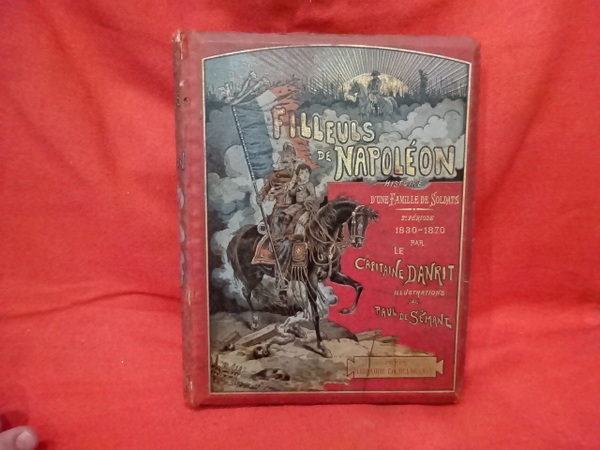 FILLEULS
DE NAPOLÉON
HISTOIRE
D'UNE FAMILLE DE SOLDATS
2e PÉRIODE
1830-1870
PAR
LE
CAPITAINE DANRIT
ILLUSTRATIONS
DE
PAUL DE SÉMANT